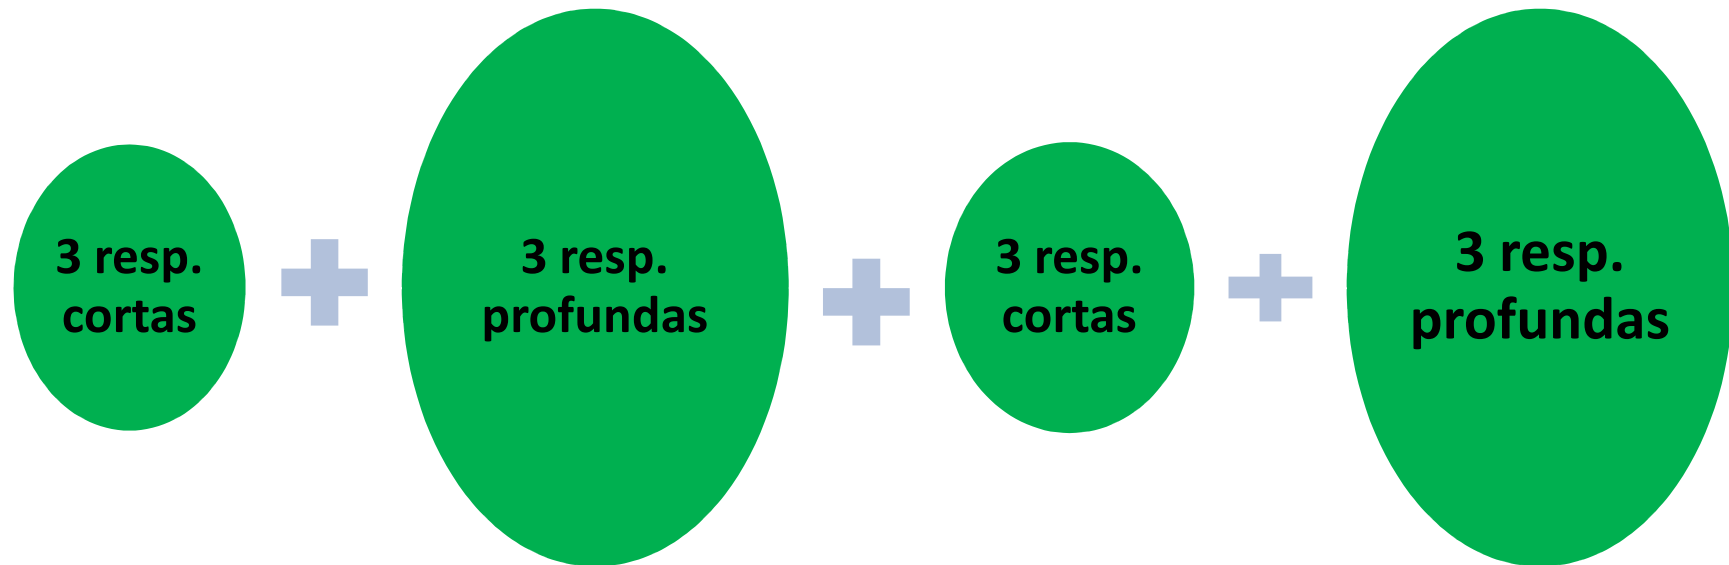 3 resp.
cortas
3 resp.
profundas
3 resp.
cortas
3 resp.
profundas